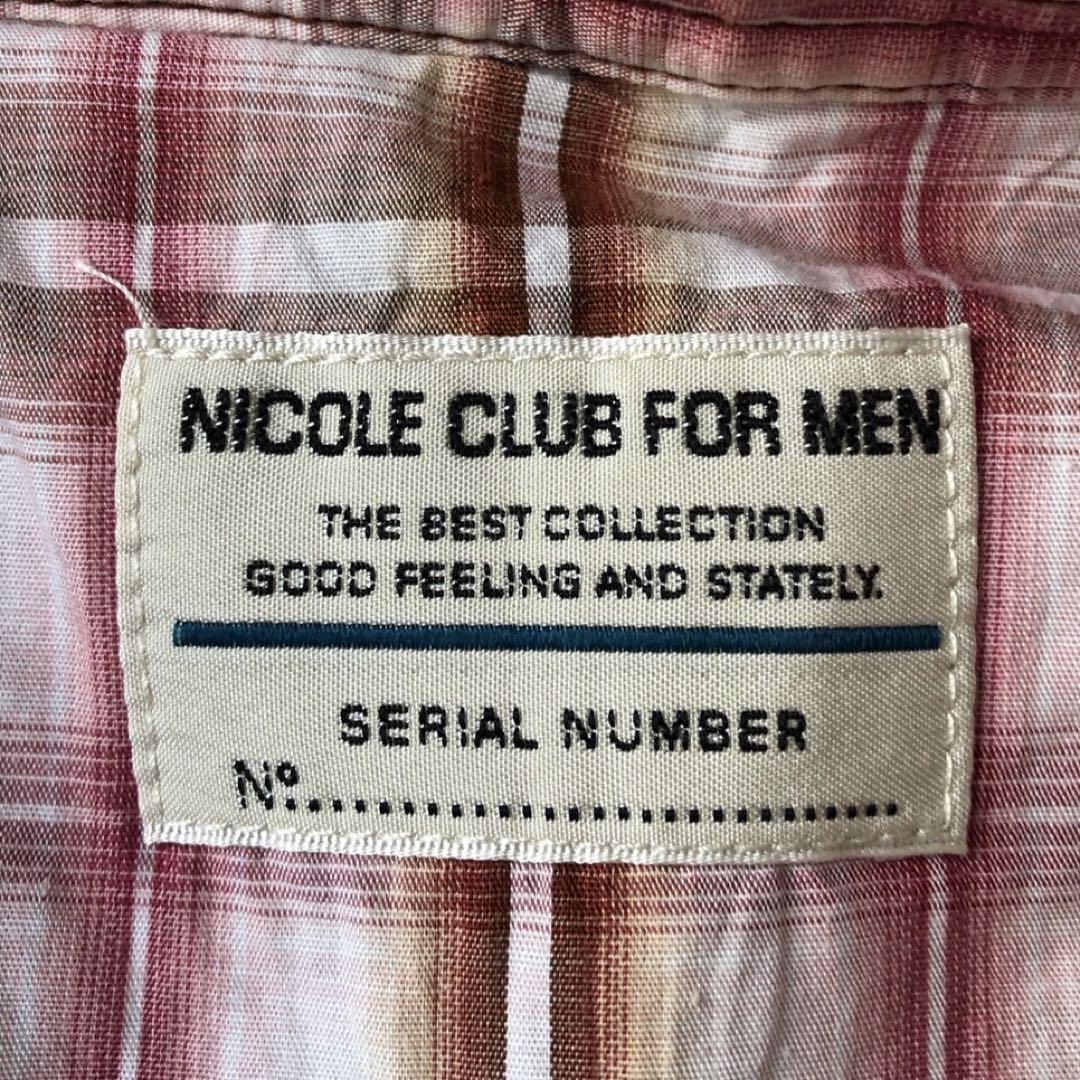 NICOLE CLUB FOR MEN
THE BEST COLLECTION
GOOD FEELING AND STATELY.
SERIAL NUMBER
Nº..............................